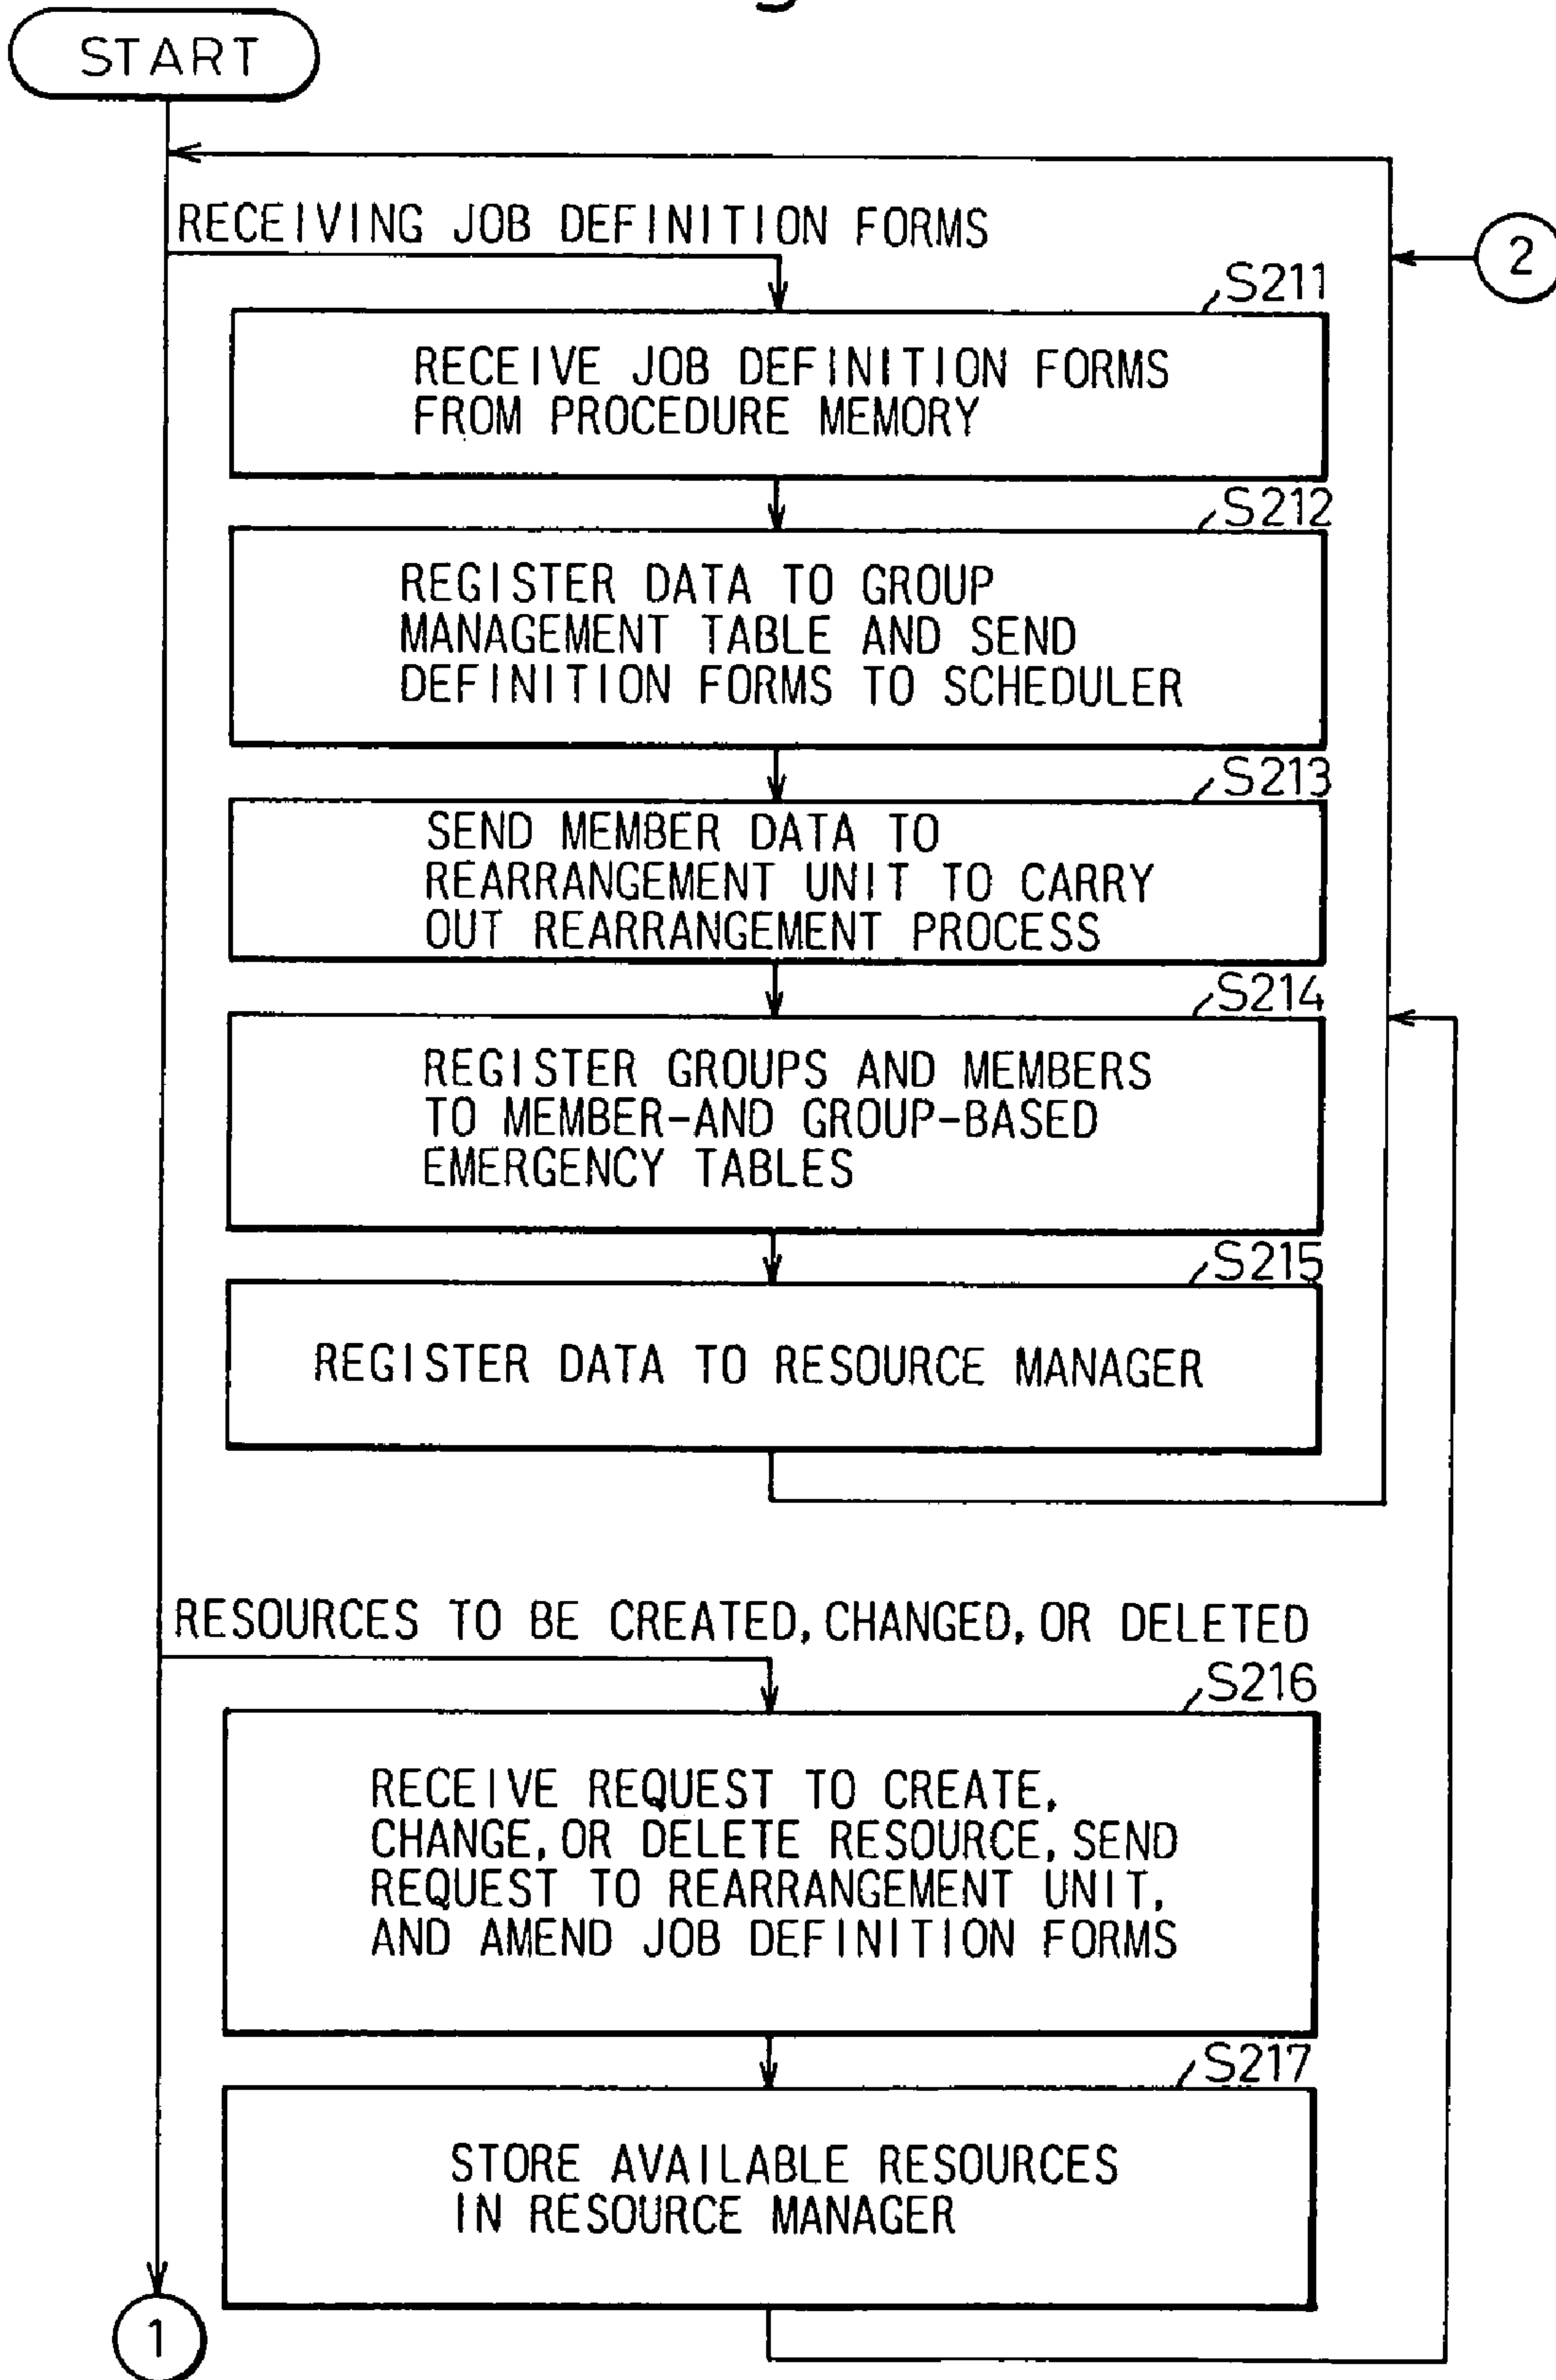 START
RECEIVING JOB DEFINITION FORMS
2
S211
RECEIVE JOB DEFINITION FORMS
FROM PROCEDURE MEMORY
S212
REGISTER DATA TO GROUP
MANAGEMENT TABLE AND SEND
DEFINITION FORMS TO SCHEDULER
S213
SEND MEMBER DATA TO
REARRANGEMENT UNIT TO CARRY
OUT REARRANGEMENT PROCESS
S214
REGISTER GROUPS AND MEMBERS
TO MEMBER-AND GROUP-BASED
EMERGENCY TABLES
S215
REGISTER DATA TO RESOURCE MANAGER
RESOURCES TO BE CREATED, CHANGED, OR DELETED
S216
RECEIVE REQUEST TO CREATE,
CHANGE, OR DELETE RESOURCE, SEND
REQUEST TO REARRANGEMENT UNIT,
AND AMEND JOB DEFINITION FORMS
S217
STORE AVAILABLE RESOURCES
IN RESOURCE MANAGER
1